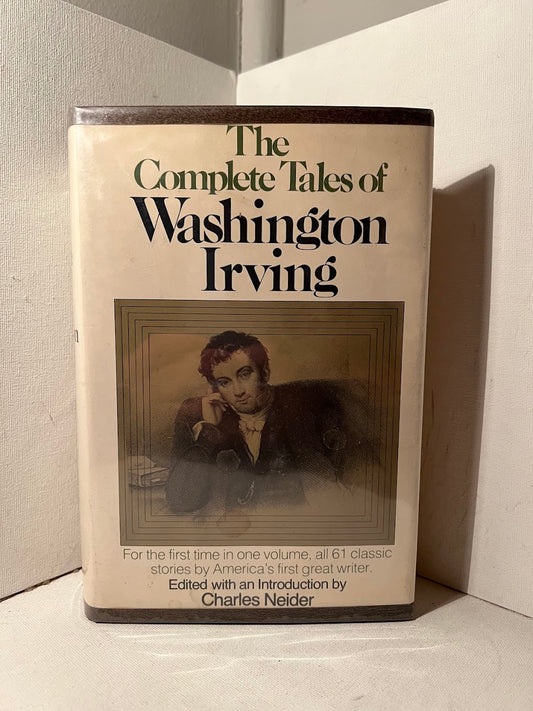 The
Complete Tales of
Washington
Irving
For the first time in one volume, all 61 classic
stories by America's first great writer.
Edited with an Introduction by
Charles Neider